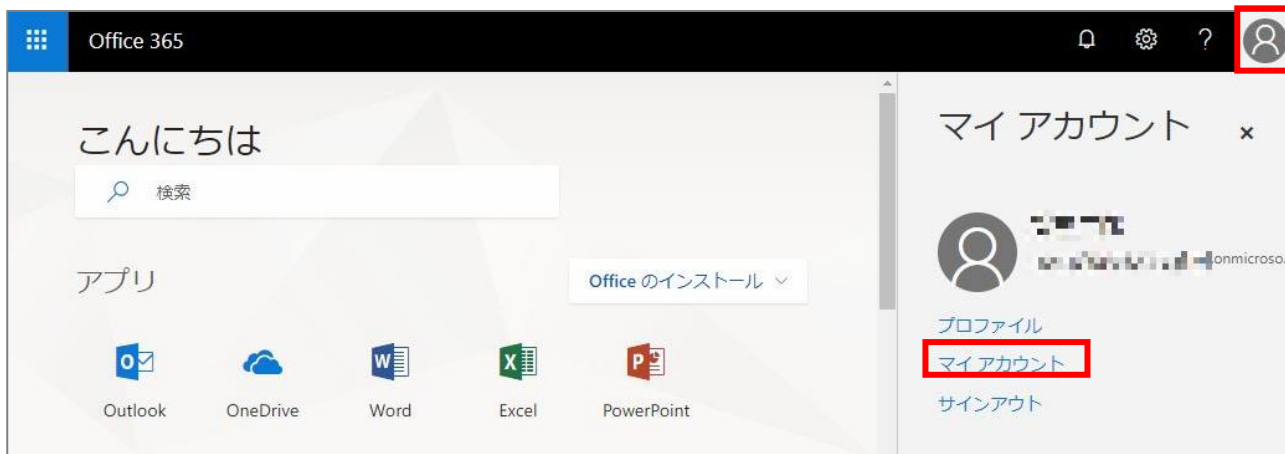 Office 365
?
こんにちは
検索
アプリ
Office のインストール
Outlook
OneDrive
Word
Excel
PowerPoint
マイ アカウント
×
onmicroso.
プロファイル
マイ アカウント
サインアウト